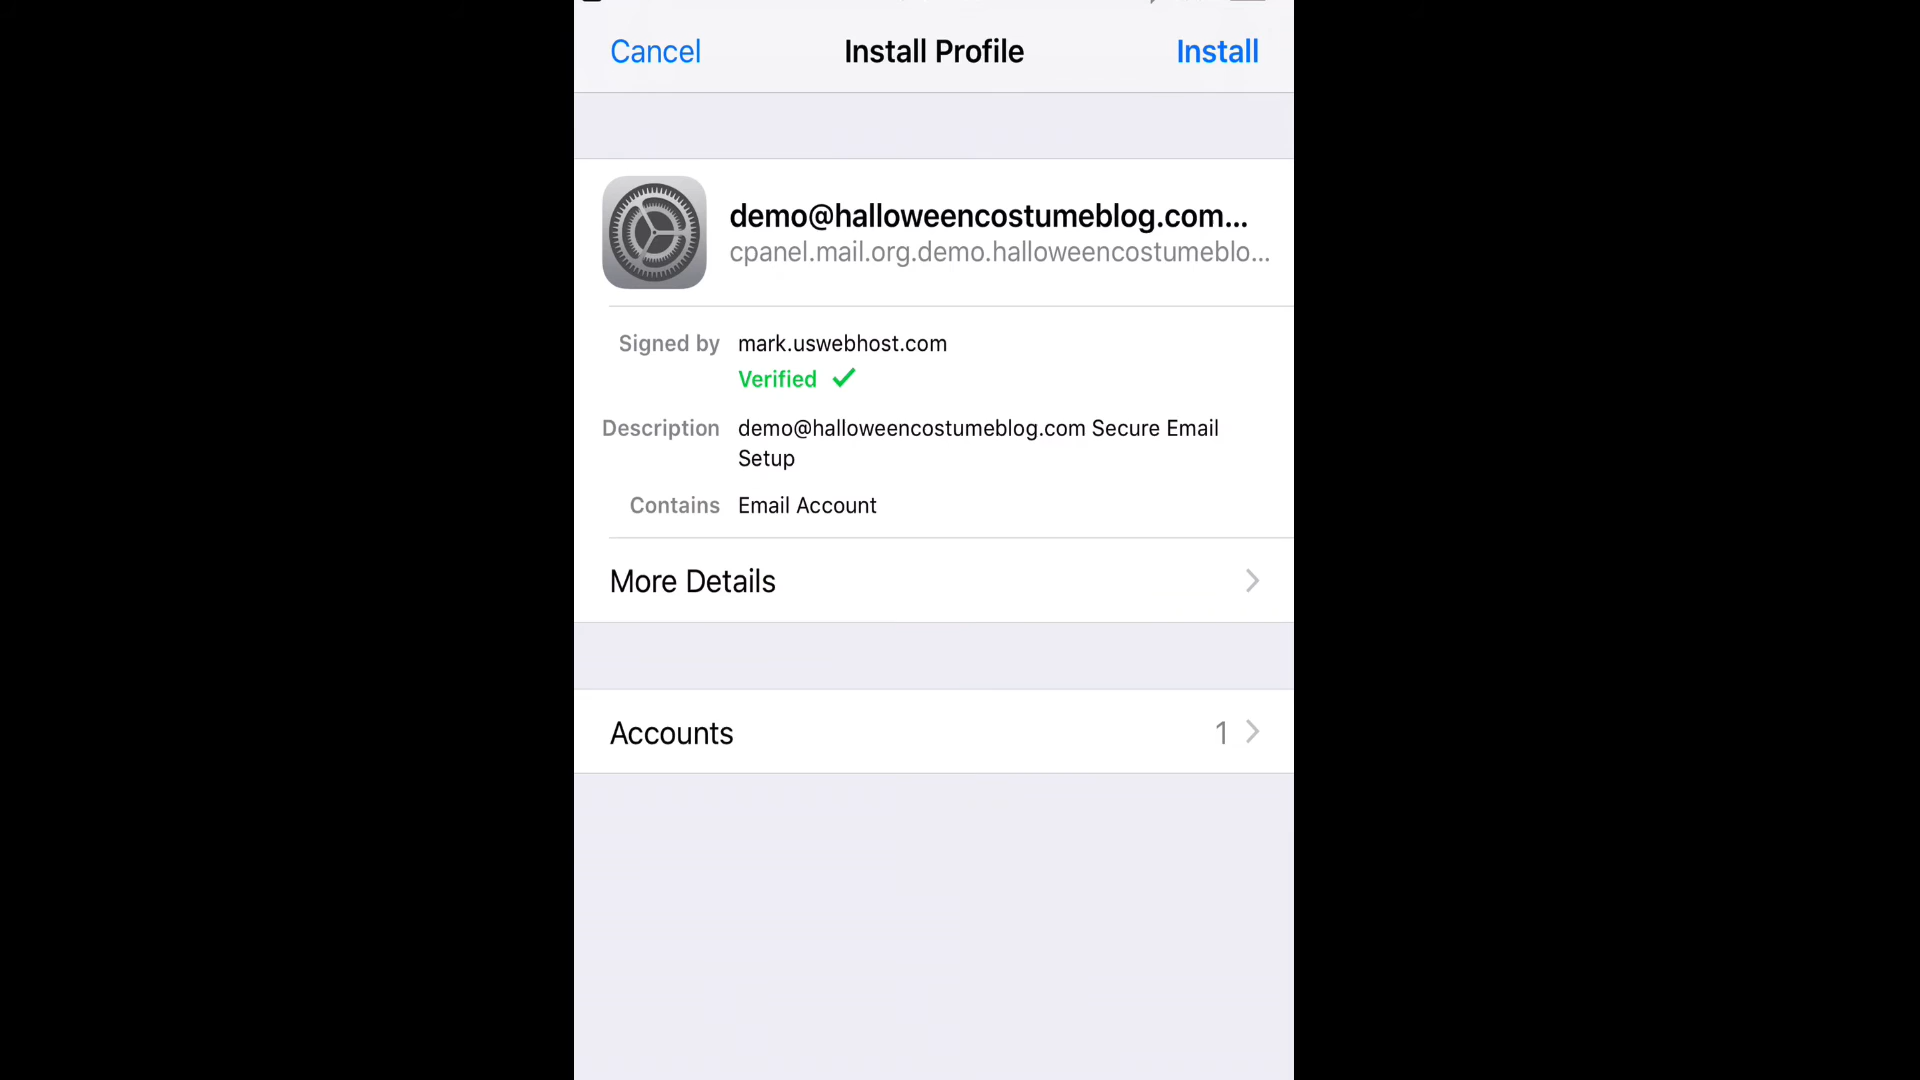 Cancel Install Profile Install
demo@halloweencostumeblog.com...
cpanel.mail.org.demo.halloweencostumeblo...
Signed by mark.uswebhost.com
Verified ✓
Description demo@halloweencostumeblog.com Secure Email
Setup
Contains Email Account
More Details
Accounts 1